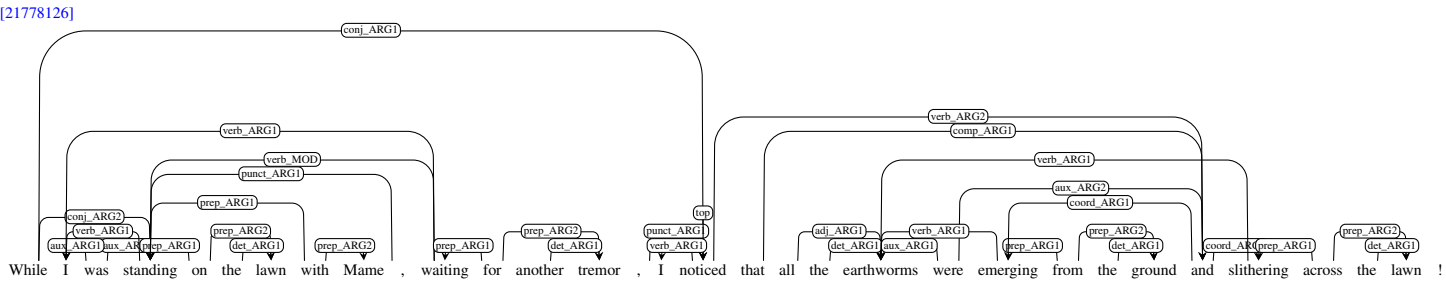 [21778126]
conj_ARG1
verb_ARG2
verb_ARG1 comp_ARG1
verb_MOD verb_ARG1
punct_ARG1
aux_ARG2
prep_ARG1 coord_ARG1
conj_ARG2 top
verb_ARG1 prep_ARG2 prep_ARG2 punct_ARG1 adj_ARG1 verb_ARG1 prep_ARG2 prep_ARG2
aux_ARG1 prep_ARG1 det_ARG1 prep_ARG2 prep_ARG1 det_ARG1 verb_ARG1 det_ARG1 aux_ARG1 prep_ARG1 det_ARG1 prep_ARG1 det_ARG1
While I was standing on the lawn with Mame , waiting for another tremor , I noticed that all the earthworms were emerging from the ground and slithering across the lawn !